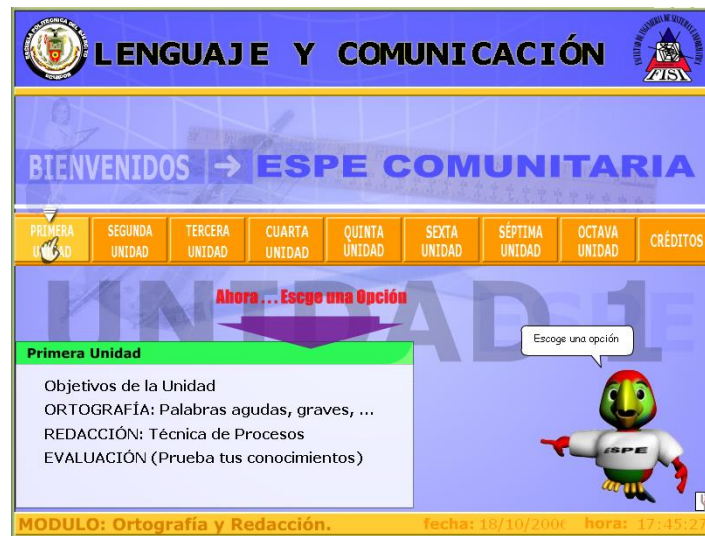 LENGUAJE Y COMUNICACIÓN
FISI
BIENVENIDOS → ESPE COMUNITARIA
PRIMERA UNIDAD
SEGUNDA UNIDAD
TERCERA UNIDAD
CUARTA UNIDAD
QUINTA UNIDAD
SEXTA UNIDAD
SÉPTIMA UNIDAD
OCTAVA UNIDAD
CRÉDITOS
UNIDAD 1
Ahora . . . Escge una Opción
Escoge una opción
Primera Unidad
Objetivos de la Unidad
ORTOGRAFÍA: Palabras agudas, graves, ...
REDACCIÓN: Técnica de Procesos
EVALUACIÓN (Prueba tus conocimientos)
ESPE
MODULO: Ortografía y Redacción. fecha: 18/10/200 hora: 17:45:27